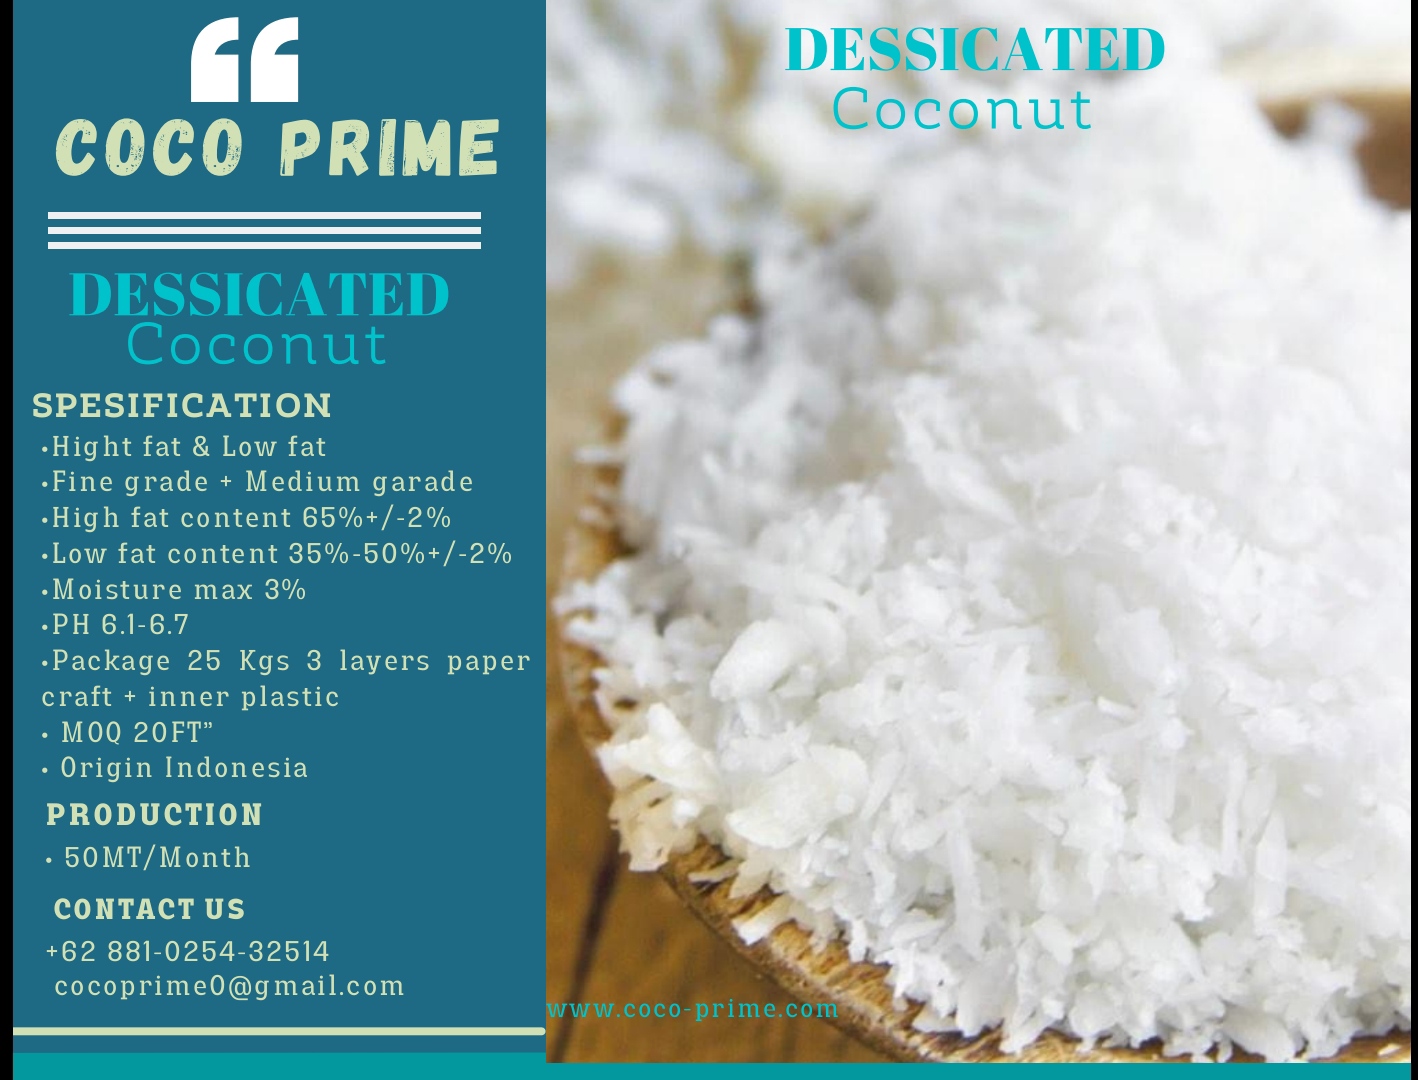 COCO PRIME
DESSICATED
Coconut
SPESIFICATION
•Hight fat & Low fat
•Fine grade + Medium garade
•High fat content 65%+/-2%
•Low fat content 35%-50%+/-2%
•Moisture max 3%
•PH 6.1-6.7
•Package 25 Kgs 3 layers paper
craft + inner plastic
• MOQ 20FT”
• Origin Indonesia
PRODUCTION
• 50MT/Month
CONTACT US
+62 881-0254-32514
cocoprime0@gmail.com
DESSICATED
Coconut
www.coco-prime.com